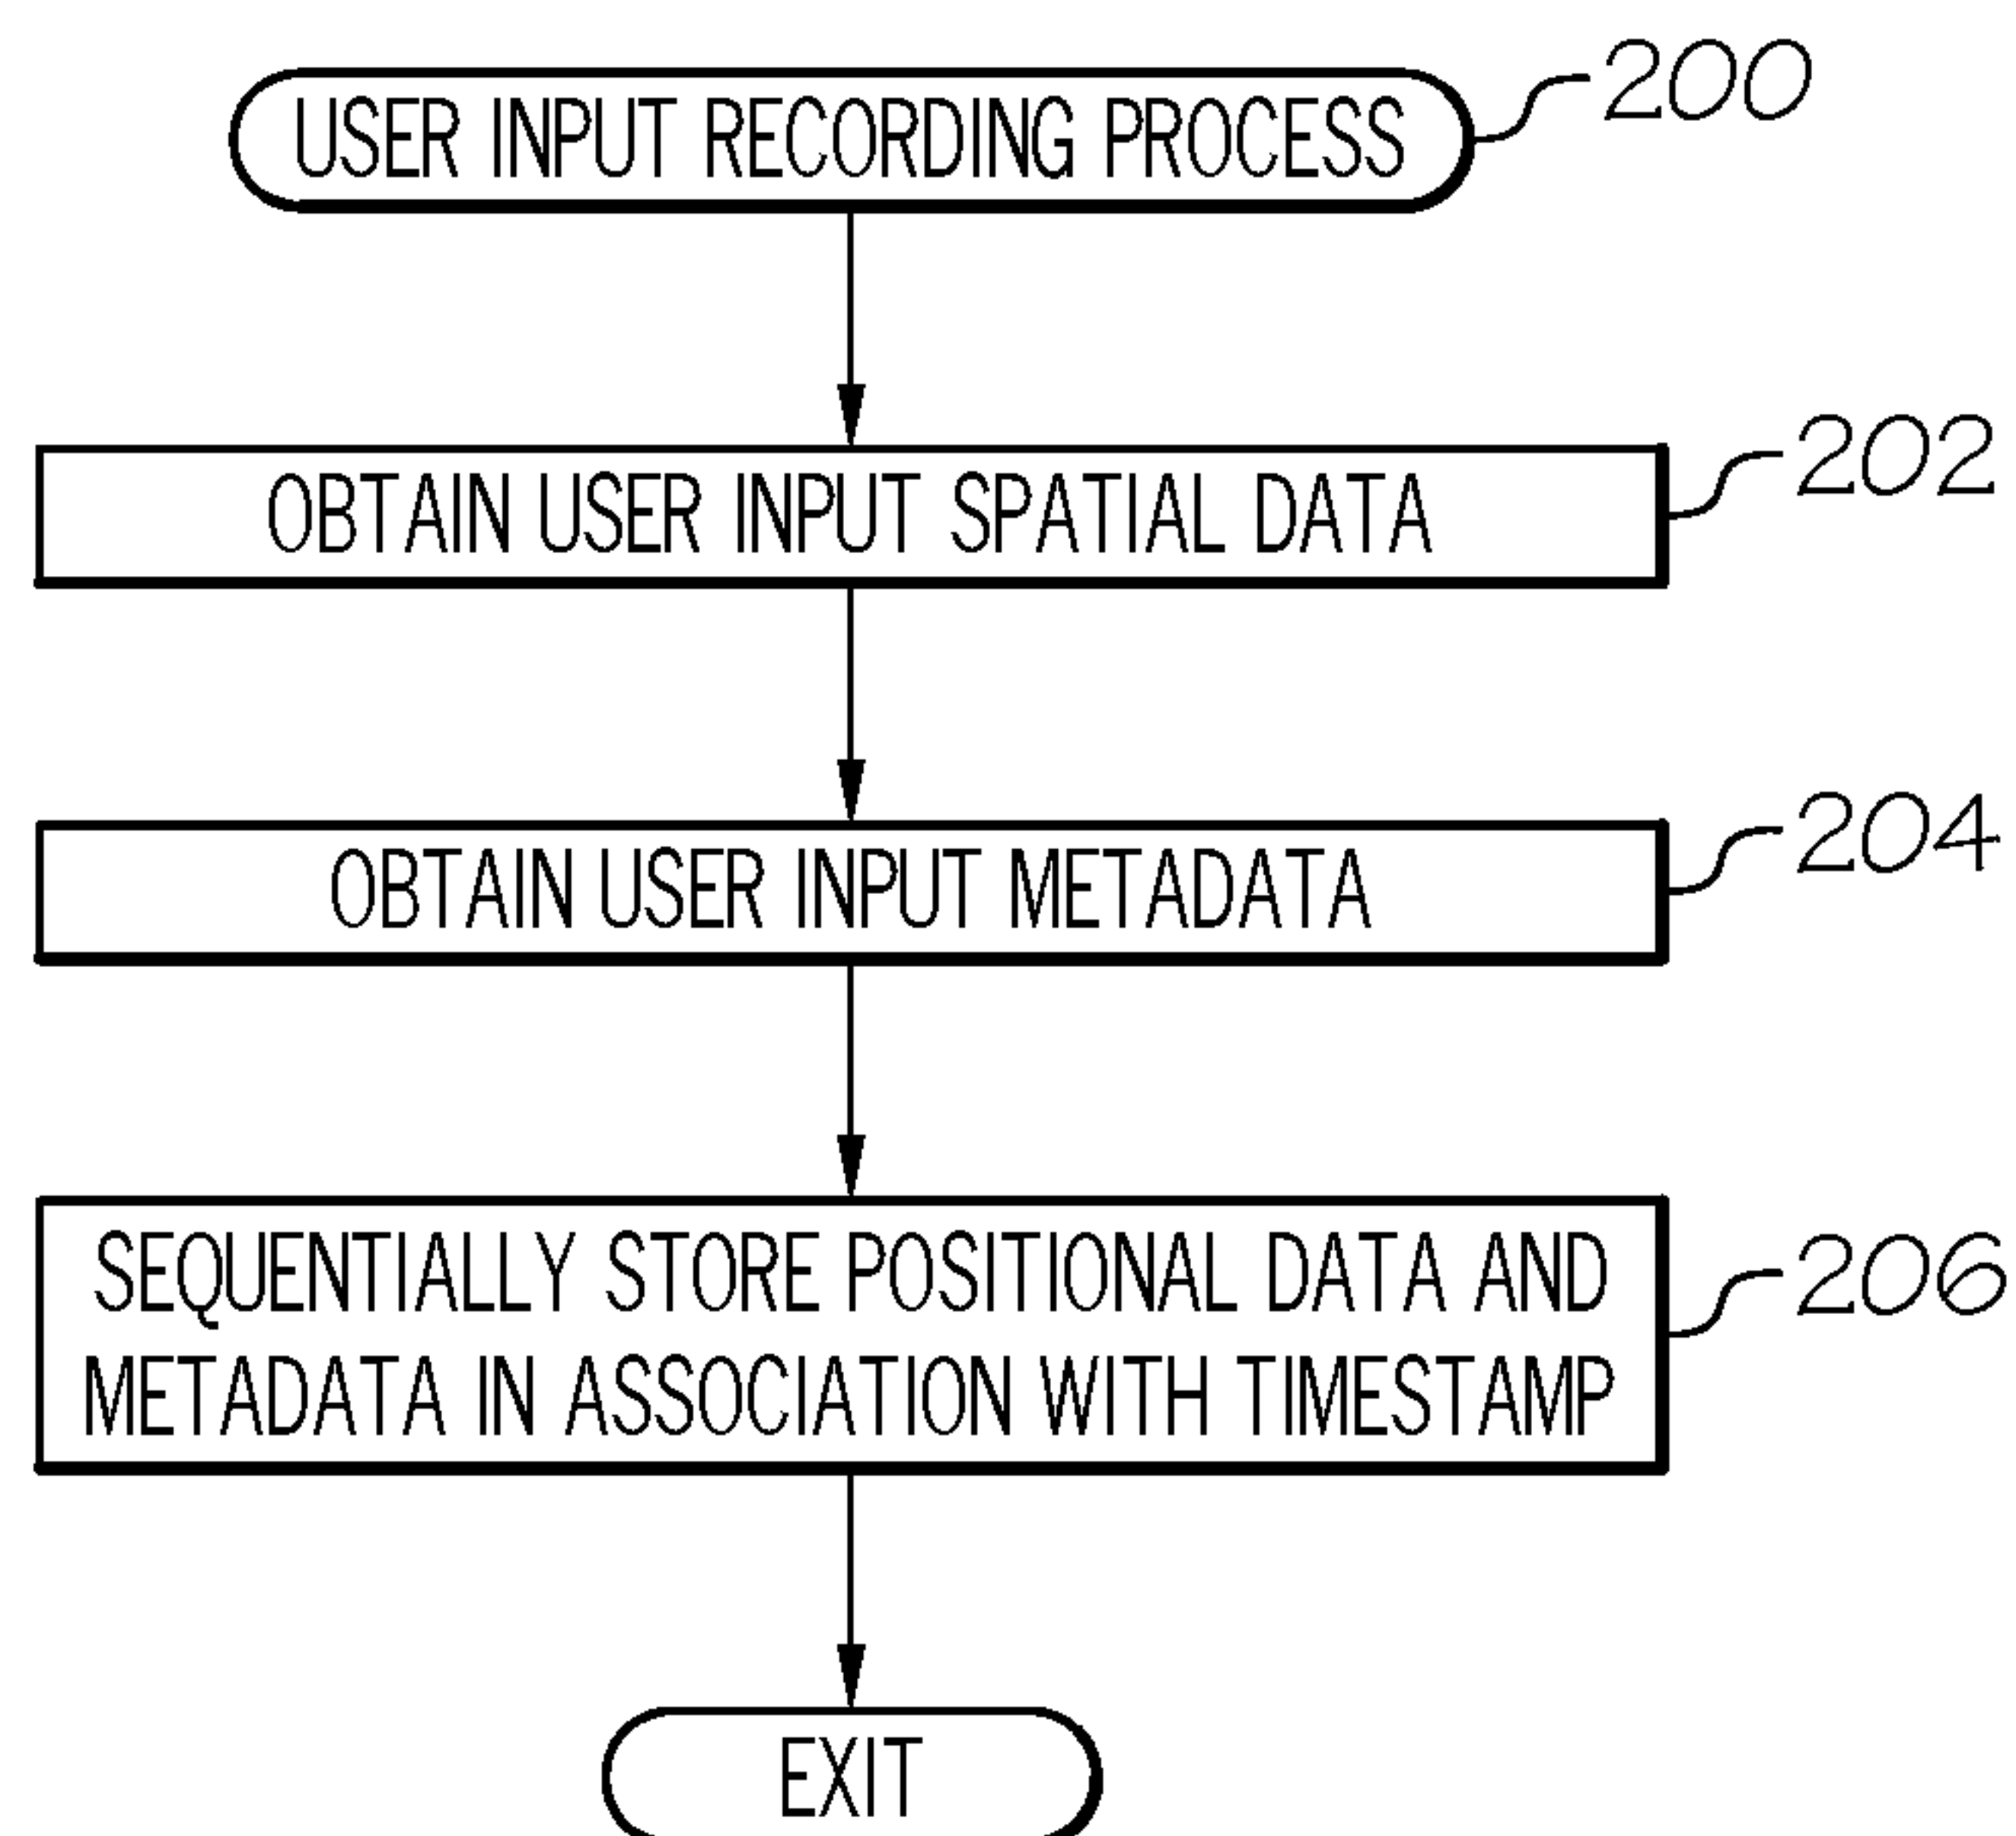 USER INPUT RECORDING PROCESS
200
OBTAIN USER INPUT SPATIAL DATA
202
OBTAIN USER INPUT METADATA
204
SEQUENTIALLY STORE POSITIONAL DATA AND
METADATA IN ASSOCIATION WITH TIMESTAMP
206
EXIT